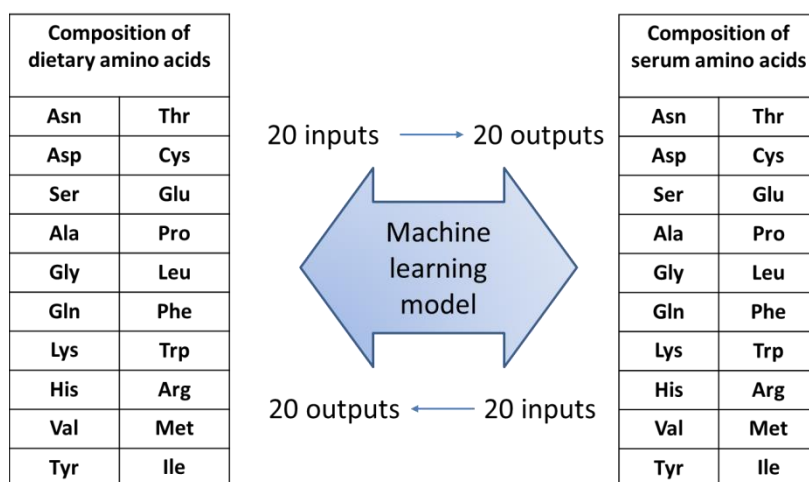 Composition of
dietary amino acids
Asn Thr
Asp Cys
Ser Glu
Ala Pro
Gly Leu
Gln Phe
Lys Trp
His Arg
Val Met
Tyr Ile
20 inputs 20 outputs
Machine
learning
model
20 outputs 20 inputs
Composition of
serum amino acids
Asn Thr
Asp Cys
Ser Glu
Ala Pro
Gly Leu
Gln Phe
Lys Trp
His Arg
Val Met
Tyr Ile